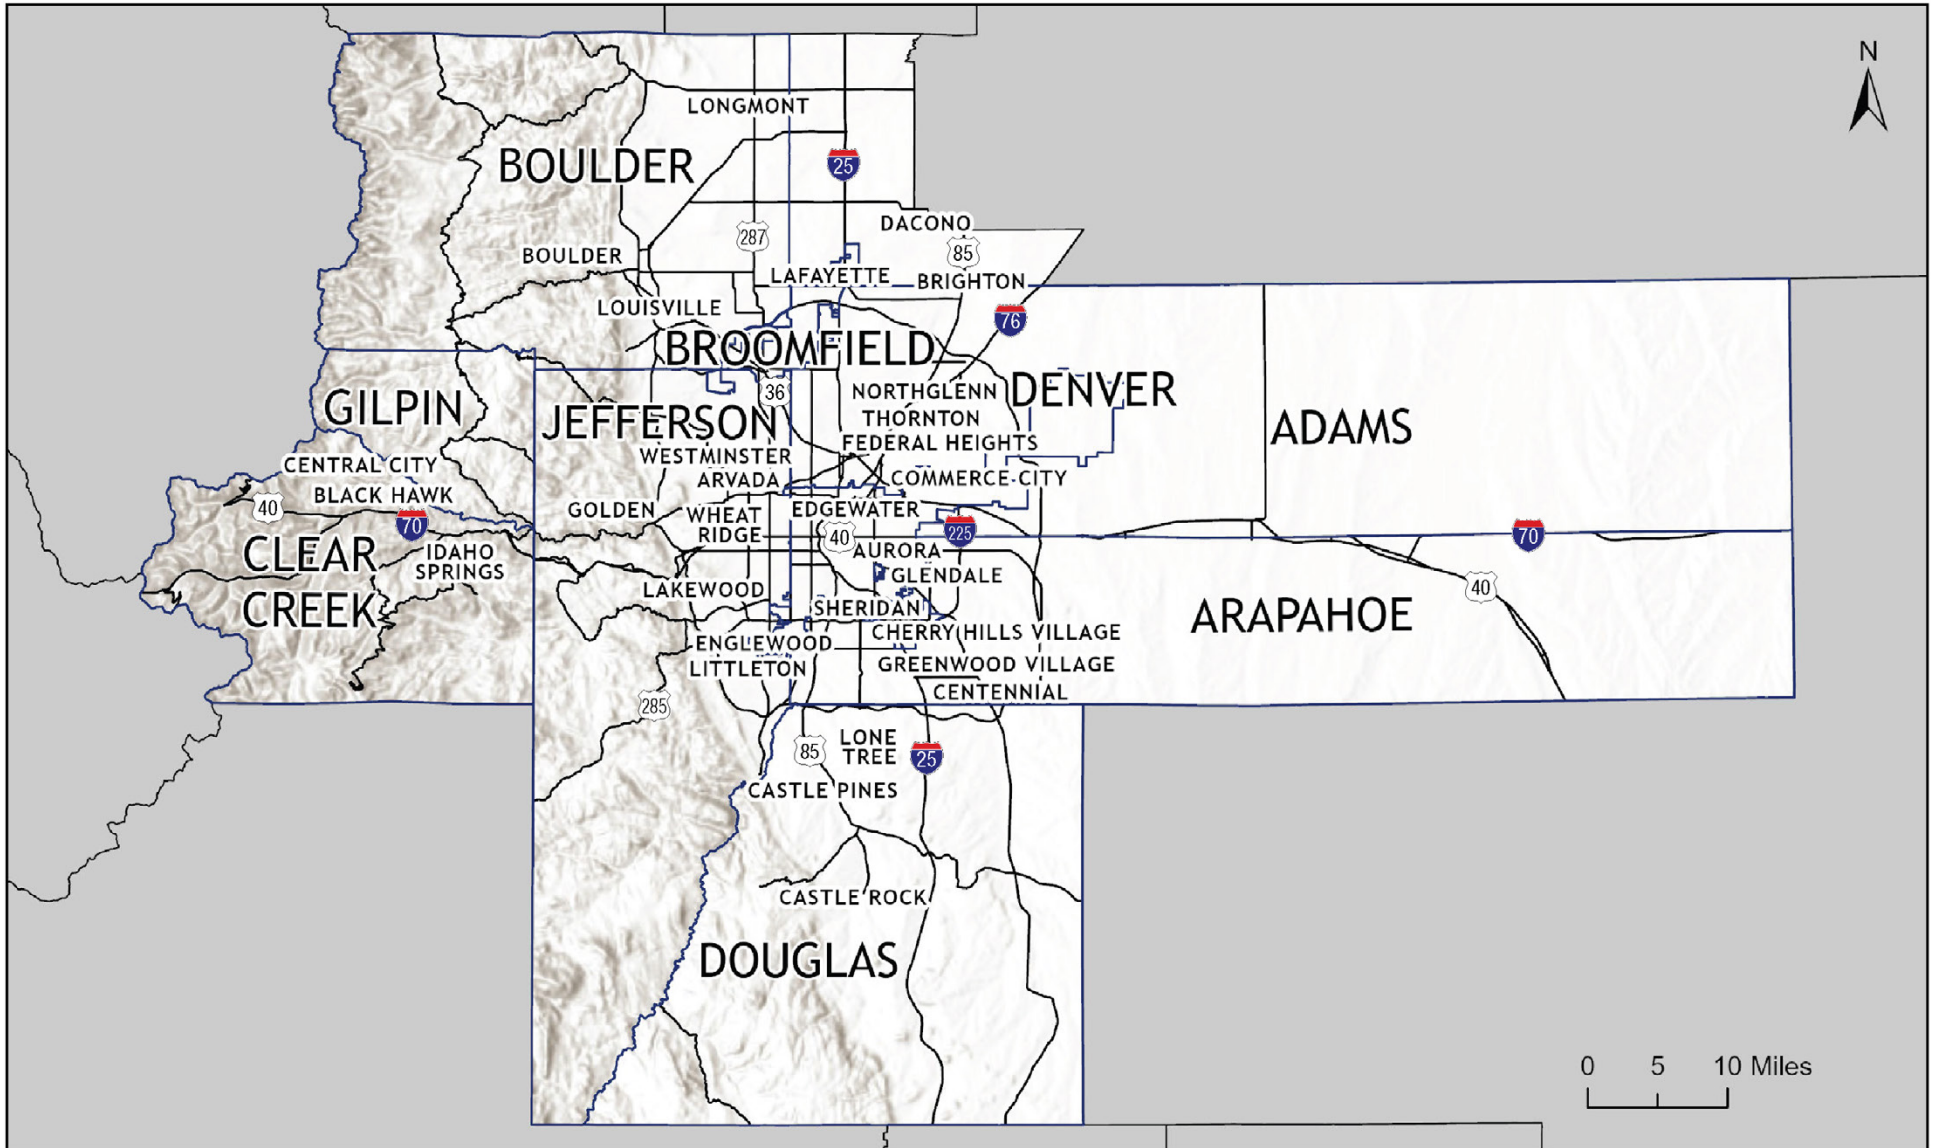 N
LONGMONT
BOULDER
25
DACONO
287
85
BOULDER
LAFAYETTE
BRIGHTON
LOUISVILLE
76
BROOMFIELD
36
NORTHGLENN
DENVER
GILPIN
JEFFERSON
THORNTON
ADAMS
FEDERAL HEIGHTS
WESTMINSTER
CENTRAL CITY
ARVADA
COMMERCE CITY
BLACK HAWK
40
70
GOLDEN
WHEAT
RIDGE
EDGEWATER
40
225
70
CLEAR
CREEK
IDAHO
SPRINGS
AURORA
GLENDALE
LAKEWOOD
40
SHERIDAN
ARAPAHOE
ENGLEWOOD
CHERRY HILLS VILLAGE
LITTLETON
GREENWOOD VILLAGE
CENTENNIAL
285
85
LONE
TREE
25
CASTLE PINES
CASTLE ROCK
DOUGLAS
0 5 10 Miles